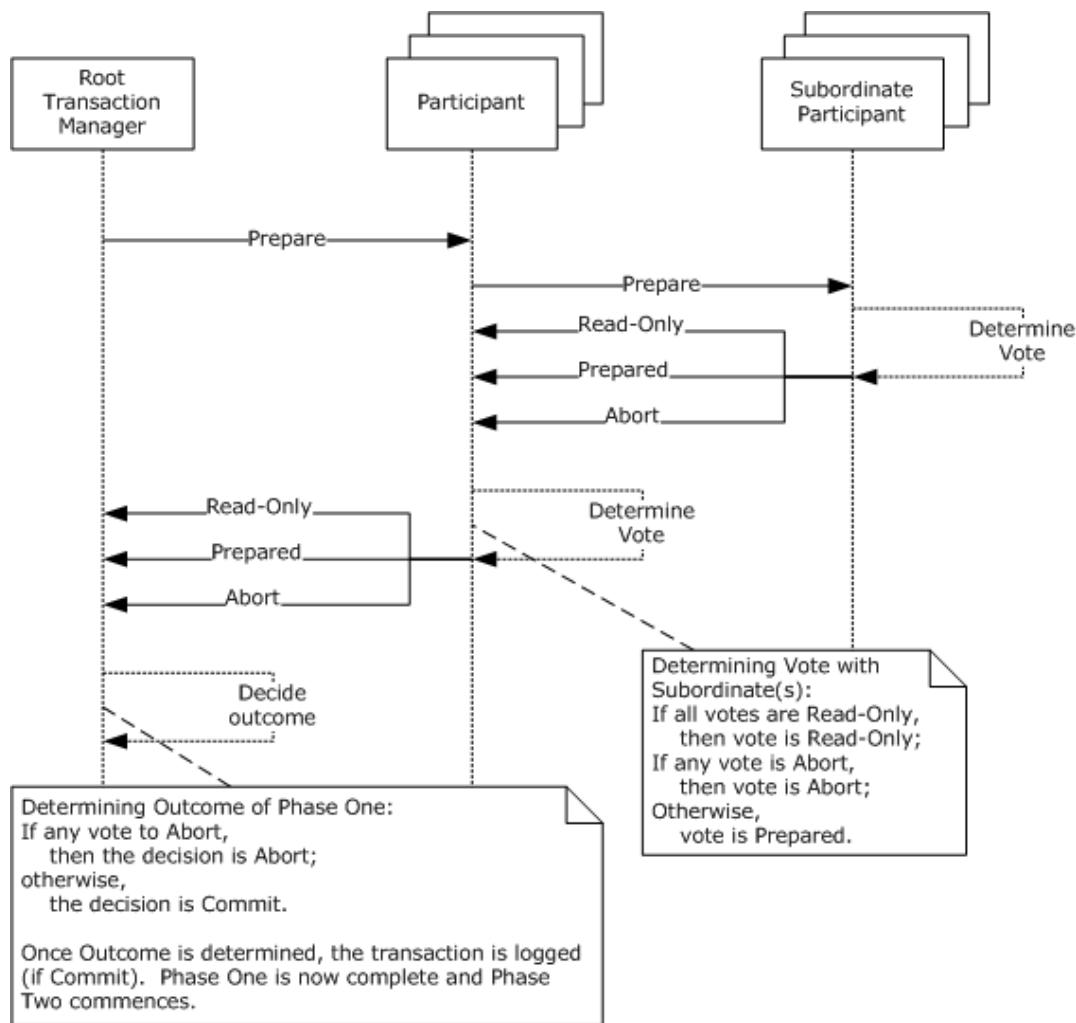 Root
Transaction
Manager
Participant
Subordinate
Participant
Prepare
Prepare
Read-Only
Determine
Vote
Prepared
Abort
Read-Only
Determine
Vote
Prepared
Abort
Decide
outcome
Determining Vote with
Subordinate(s):
If all votes are Read-Only,
then vote is Read-Only;
If any vote is Abort,
then vote is Abort;
Otherwise,
vote is Prepared.
Determining Outcome of Phase One:
If any vote to Abort,
then the decision is Abort;
otherwise,
the decision is Commit.
Once Outcome is determined, the transaction is logged
(if Commit).  Phase One is now complete and Phase
Two commences.